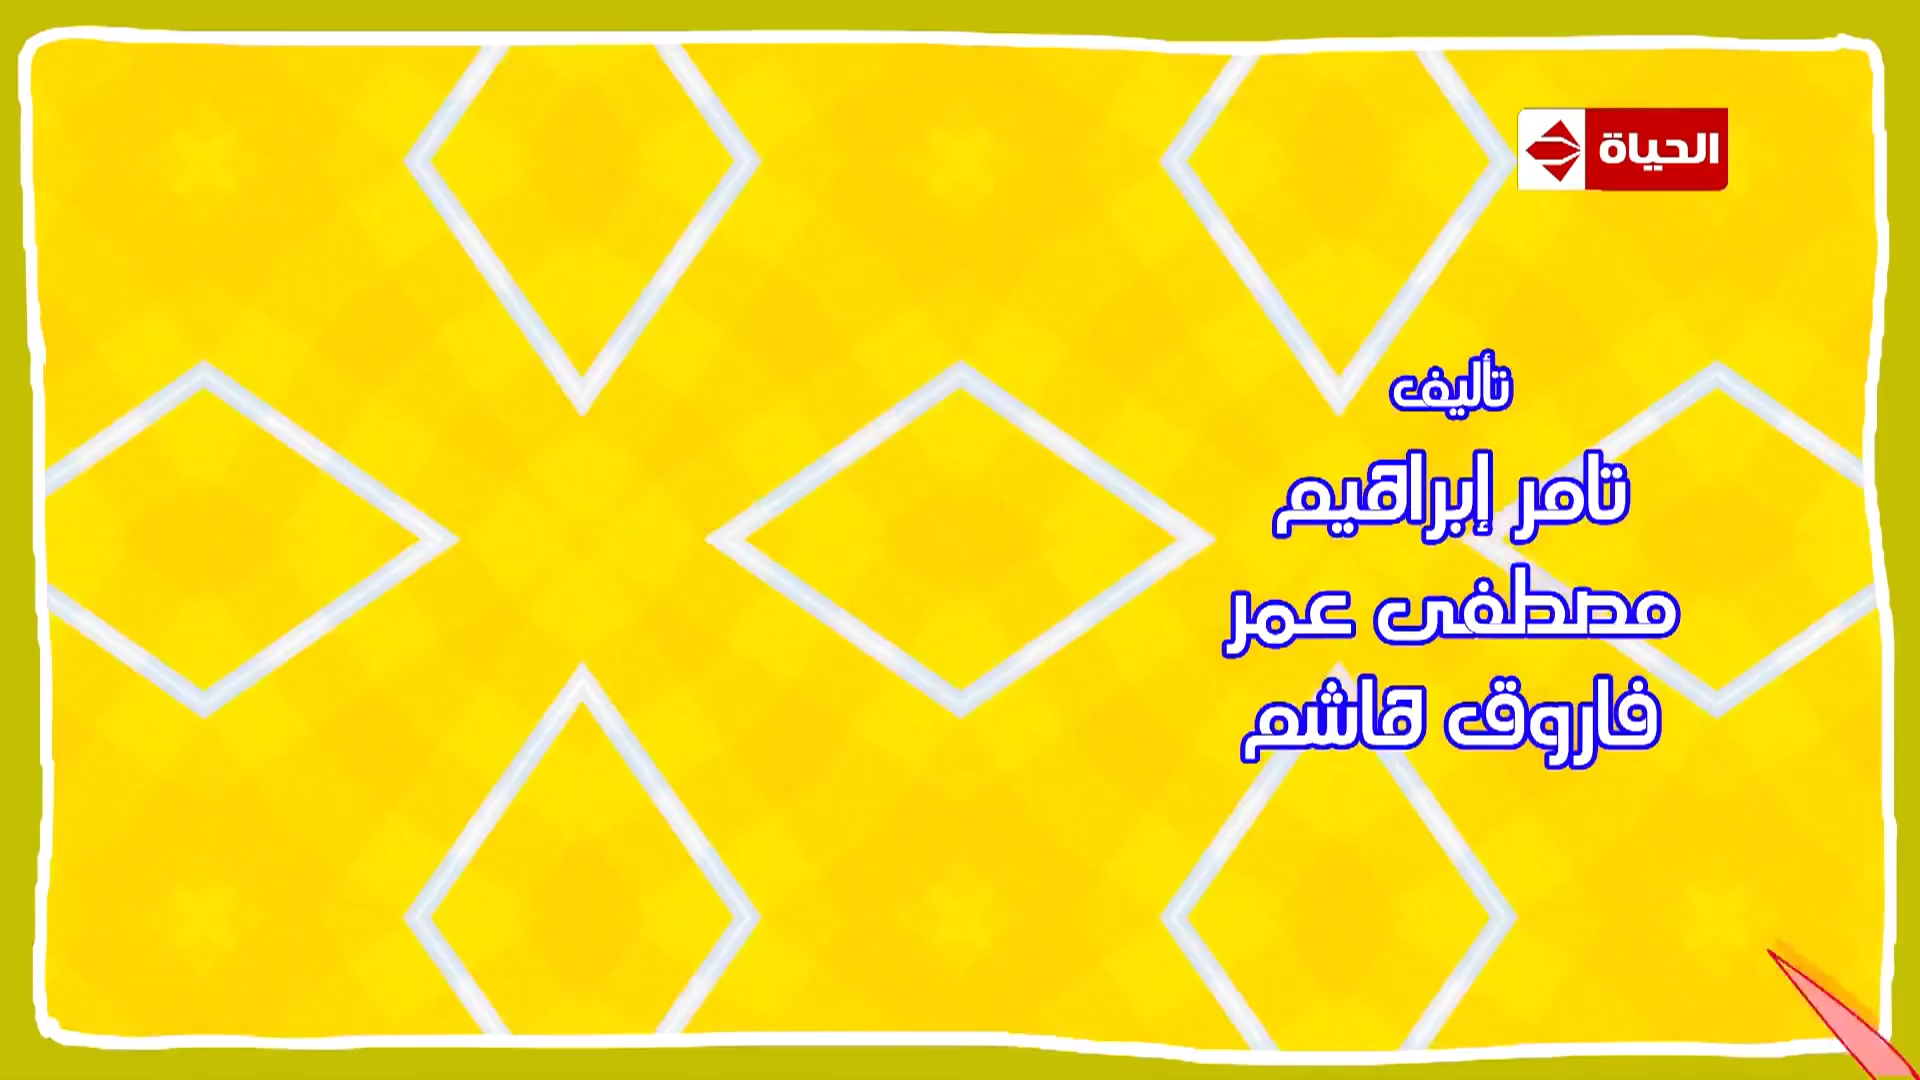 الحياة
تأليف
تامر إبراهيم
مصطفى عمر
فاروق هاشم